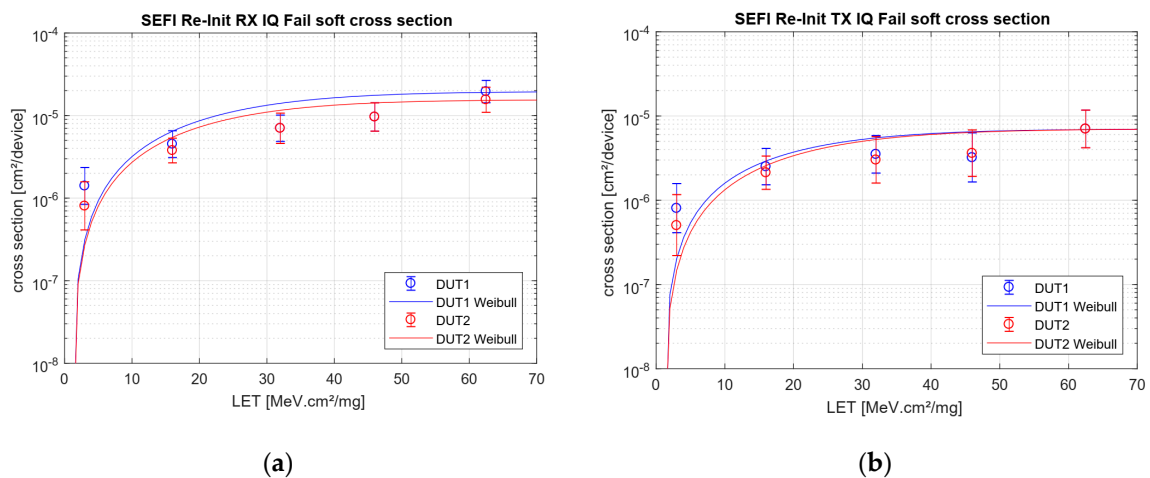 SEFI Re-Init RX IQ Fail soft cross section
10⁻⁴
10⁻⁵
10⁻⁶
10⁻⁷
10⁻⁸
cross section [cm²/device]
0 10 20 30 40 50 60 70
LET [MeV.cm²/mg]
DUT1
DUT1 Weibull
DUT2
DUT2 Weibull
(a)
SEFI Re-Init TX IQ Fail soft cross section
10⁻⁴
10⁻⁵
10⁻⁶
10⁻⁷
10⁻⁸
cross section [cm²/device]
0 10 20 30 40 50 60 70
LET [MeV.cm²/mg]
DUT1
DUT1 Weibull
DUT2
DUT2 Weibull
(b)